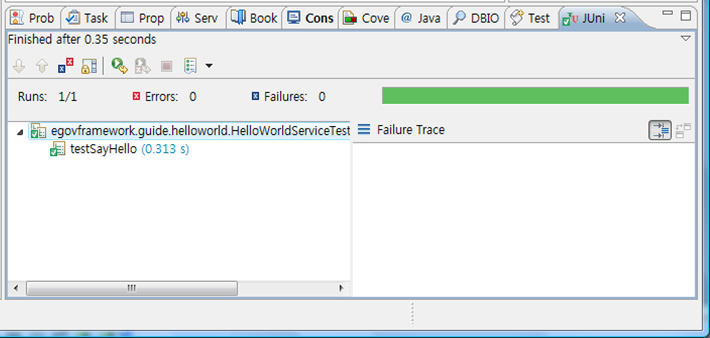 Prob Task Prop Serv Book Cons Cove Java DBIO Test JUni
Finished after 0.35 seconds
Runs: 1/1 Errors: 0 Failures: 0
egovframework.guide.helloworld.HelloWorldServiceTest Failure Trace
testSayHello (0.313 s)